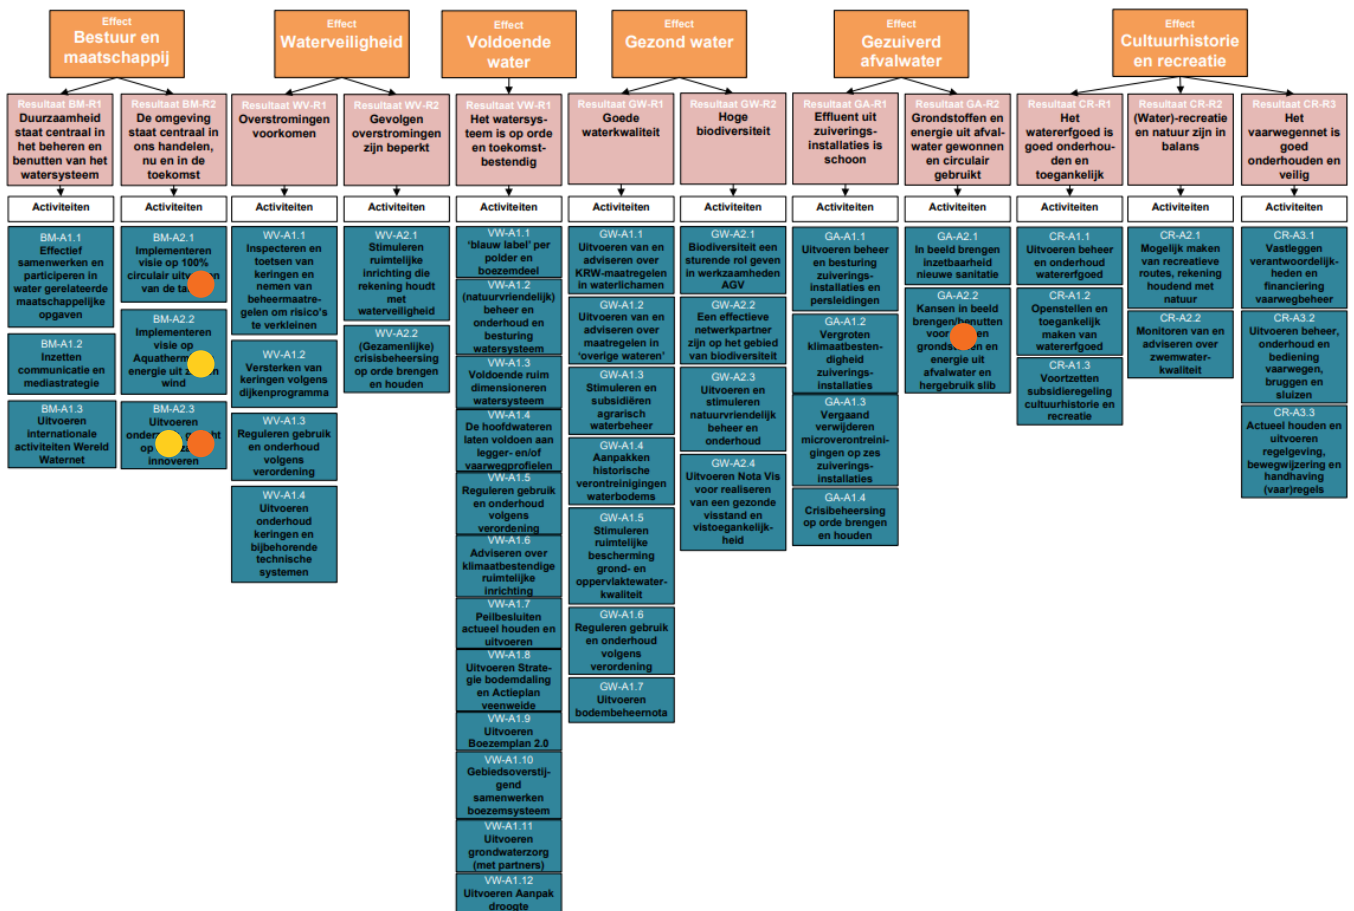 Effect
Bestuur en
maatschappij
Effect
Waterveiligheid
Effect
Voldoende
water
Effect
Gezond water
Effect
Gezuiverd
afvalwater
Effect
Cultuurhistorie
en recreatie
Resultaat BM-R1
Duurzaamheid
staat centraal in
het beheren en
benutten van het
watersysteem
Resultaat BM-R2
De omgeving
staat centraal in
ons handelen,
nu en in de
toekomst
Resultaat WV-R1
Overstromingen
voorkomen
Resultaat WV-R2
Gevolgen
overstromingen
zijn beperkt
Resultaat VW-R1
Het watersys-
teem is op orde
en toekomst-
bestendig
Resultaat GW-R1
Goede
waterkwaliteit
Resultaat GW-R2
Hoge
biodiversiteit
Resultaat GA-R1
Effluent uit
zuiverings-
installaties is
schoon
Resultaat GA-R2
Grondstoffen en
energie uit afval-
water gewonnen
en circulair
gebruikt
Resultaat CR-R1
Het
watererfgoed is
goed onderhou-
den en
toegankelijk
Resultaat CR-R2
(Water)-recreatie
en natuur zijn in
balans
Resultaat CR-R3
Het
vaarwegennet is
goed
onderhouden en
veilig
Activiteiten
Activiteiten
Activiteiten
Activiteiten
Activiteiten
Activiteiten
Activiteiten
Activiteiten
Activiteiten
Activiteiten
Activiteiten
Activiteiten
BM-A1.1
Effectief
samenwerken en
participeren in
water gerelateerde
maatschappelijke
opgaven
BM-A1.2
Inzetten
communicatie en
mediastrategie
BM-A1.3
Uitvoeren
internationale
activiteiten Wereld
Waternet
BM-A2.1
Implementeren
visie op 100%
circulair
van de
BM-A2.2
Implementeren
visie op
energie uit
wind
BM-A2.3
Uitvoeren
op
innoveren
WV-A1.1
Inspecteren en
toetsen van
keringen en
nemen van
beheermaatre-
gelen om risico's
te verkleinen
WV-A1.2
Versterken van
keringen volgens
dijkenprogramma
WV-A1.3
Reguleren gebruik
en onderhoud
volgens
verordening
WV-A1.4
Uitvoeren
onderhoud
keringen en
bijbehorende
technische
systemen
WV-A2.1
Stimuleren
ruimtelijke
inrichting die
rekening houdt
met
waterveiligheid
WV-A2.2
(Gezamenlijke)
crisisbeheersing
op orde brengen
en houden
VW-A1.1
‘blauw label’ per
polder en
boezemdeel
VW-A1.2
(natuurvriendelijk)
beheer en
onderhoud en
besturing
watersysteem
VW-A1.3
Voldoende ruim
dimensioneren
watersysteem
VW-A1.4
De hoofdwateren
laten voldoen aan
legger- en/of
vaarwegprofielen
VW-A1.5
Reguleren gebruik
en onderhoud
volgens
verordening
VW-A1.6
Adviseren over
klimaatbestendige
ruimtelijke
inrichting
VW-A1.7
Peilbesluiten
actueel houden en
uitvoeren
VW-A1.8
Uitvoeren Strate-
gie bodemdaling
en Actieplan
veenweide
VW-A1.9
Uitvoeren
Boezemplan 2.0
VW-A1.10
Gebiedsoverstij-
gend
samenwerken
boezemsysteem
VW-A1.11
Uitvoeren
grondwaterzorg
(met partners)
VW-A1.12
Uitvoeren Aanpak
droogte
GW-A1.1
Uitvoeren van en
adviseren over
KRW-maatregelen
in waterlichamen
GW-A1.2
Uitvoeren van en
adviseren over
maatregelen in
‘overige wateren’
GW-A1.3
Stimuleren en
subsidiëren
agrarisch
waterbeheer
GW-A1.4
Aanpakken
historische
verontreinigingen
waterbodems
GW-A1.5
Stimuleren
ruimtelijke
bescherming
grond- en
oppervlaktewater-
kwaliteit
GW-A1.6
Reguleren gebruik
en onderhoud
volgens
verordening
GW-A1.7
Uitvoeren
bodembeheernota
GW-A2.1
Biodiversiteit een
sturende rol geven
in werkzaamheden
AGV
GW-A2.2
Een effectieve
netwerkpartner
zijn op het gebied
van biodiversiteit
GW-A2.3
Uitvoeren en
stimuleren
natuurvriendelijk
beheer en
onderhoud
GW-A2.4
Uitvoeren Nota Vis
voor realiseren
van een gezonde
visstand en
vistoegankelijk-
heid
GA-A1.1
Uitvoeren beheer
en besturing
zuiverings-
installaties en
persleidingen
GA-A1.2
Vergroten
klimaatbesten-
digheid
zuiverings-
installaties
GA-A1.3
Vergaand
verwijderen
microverontreini-
gingen op zes
zuiverings-
installaties
GA-A1.4
Crisibeheersing
op orde brengen
en houden
GA-A2.1
In beeld brengen
inzetbaarheid
nieuwe sanitatie
GA-A2.2
Kansen in beeld
brengen/benutten
en
energie uit
afvalwater en
hergebruik slib
CR-A1.1
Uitvoeren beheer
en onderhoud
watererfgoed
CR-A1.2
Openstellen en
toegankelijk
maken van
watererfgoed
CR-A1.3
Voortzetten
subsidieregeling
cultuurhistorie en
recreatie
CR-A2.1
Mogelijk maken
van recreatieve
routes, rekening
houdend met
natuur
CR-A2.2
Monitoren van en
adviseren over
zwemwater-
kwaliteit
CR-A3.1
Vastleggen
verantwoordelijk-
heden en
financiering
vaarwegbeheer
CR-A3.2
Uitvoeren beheer,
onderhoud en
bediening
vaarwegen,
bruggen en
sluizen
CR-A3.3
Actueel houden en
uitvoeren
regelgeving,
bewegwijzering en
handhaving
(vaar)regels